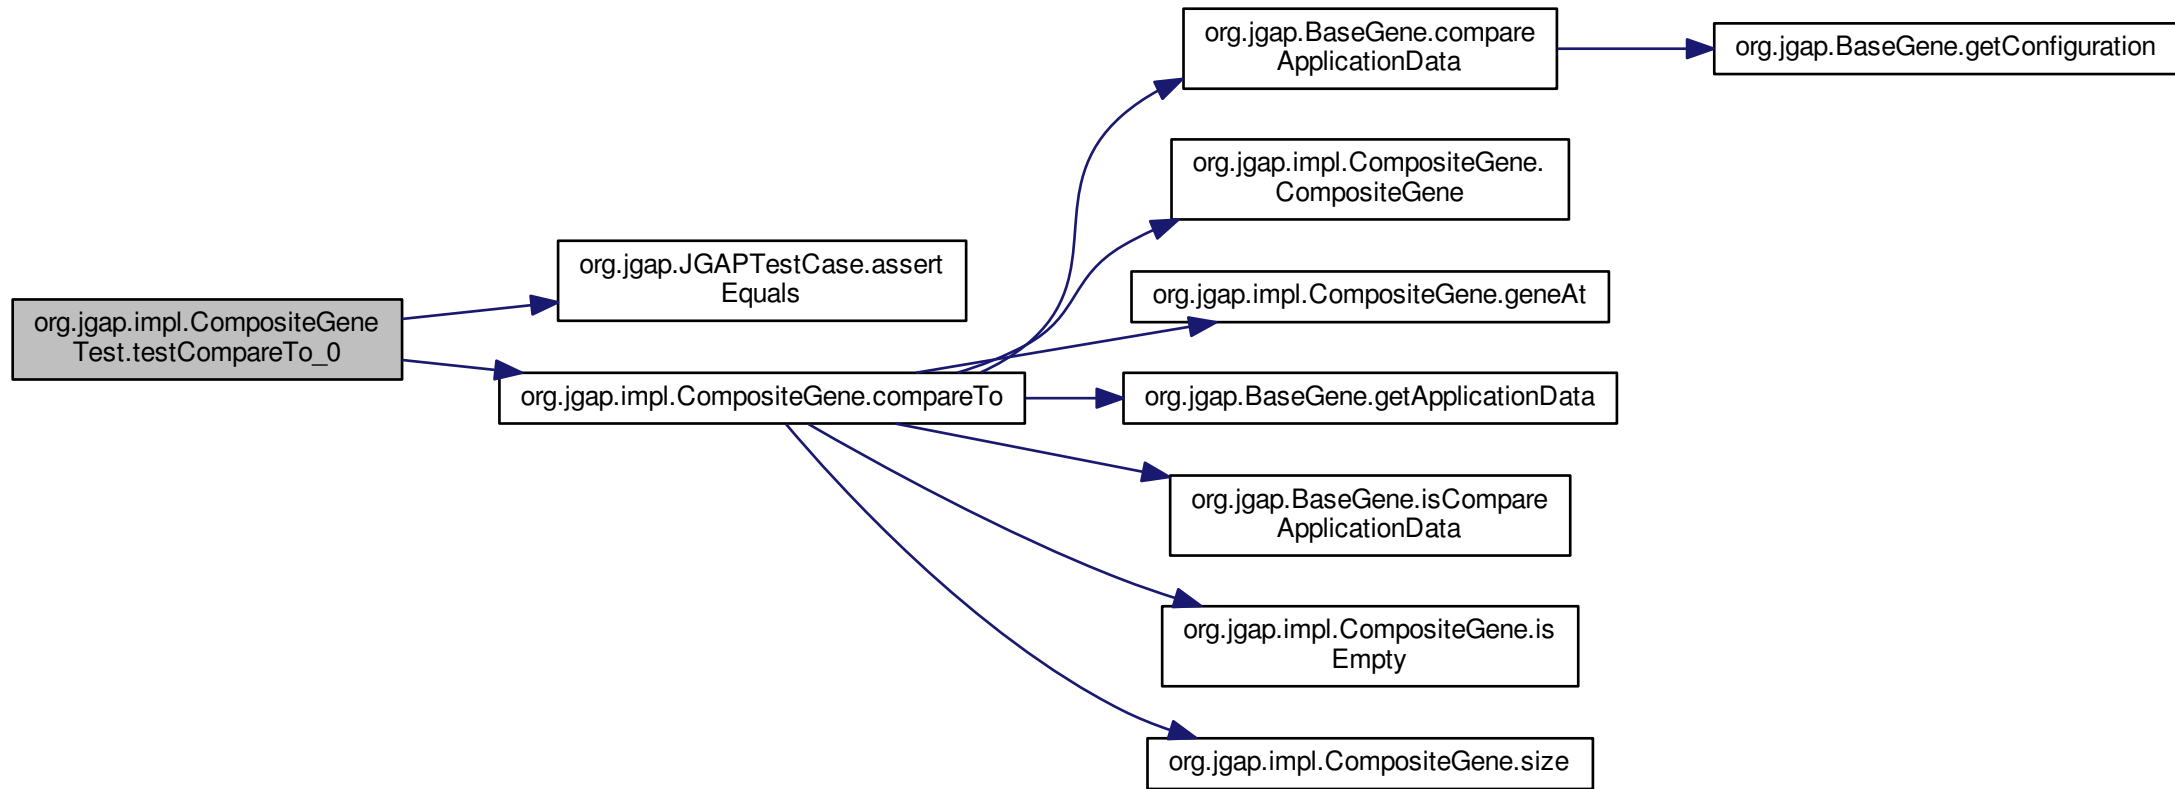 org.jgap.BaseGene.compare
ApplicationData
org.jgap.BaseGene.getConfiguration
org.jgap.impl.CompositeGene.
CompositeGene
org.jgap.JGAPTestCase.assert
Equals
org.jgap.impl.CompositeGene.geneAt
org.jgap.impl.CompositeGene
Test.testCompareTo_0
org.jgap.impl.CompositeGene.compareTo
org.jgap.BaseGene.getApplicationData
org.jgap.BaseGene.isCompare
ApplicationData
org.jgap.impl.CompositeGene.is
Empty
org.jgap.impl.CompositeGene.size